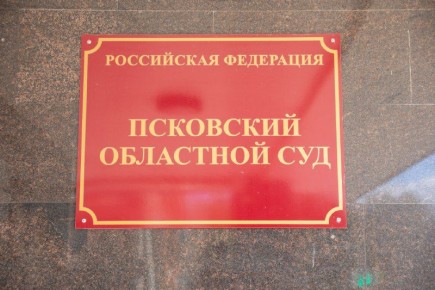 РОССИЙСКАЯ ФЕДЕРАЦИЯ
ПСКОВСКИЙ
ОБЛАСТНОЙ СУД